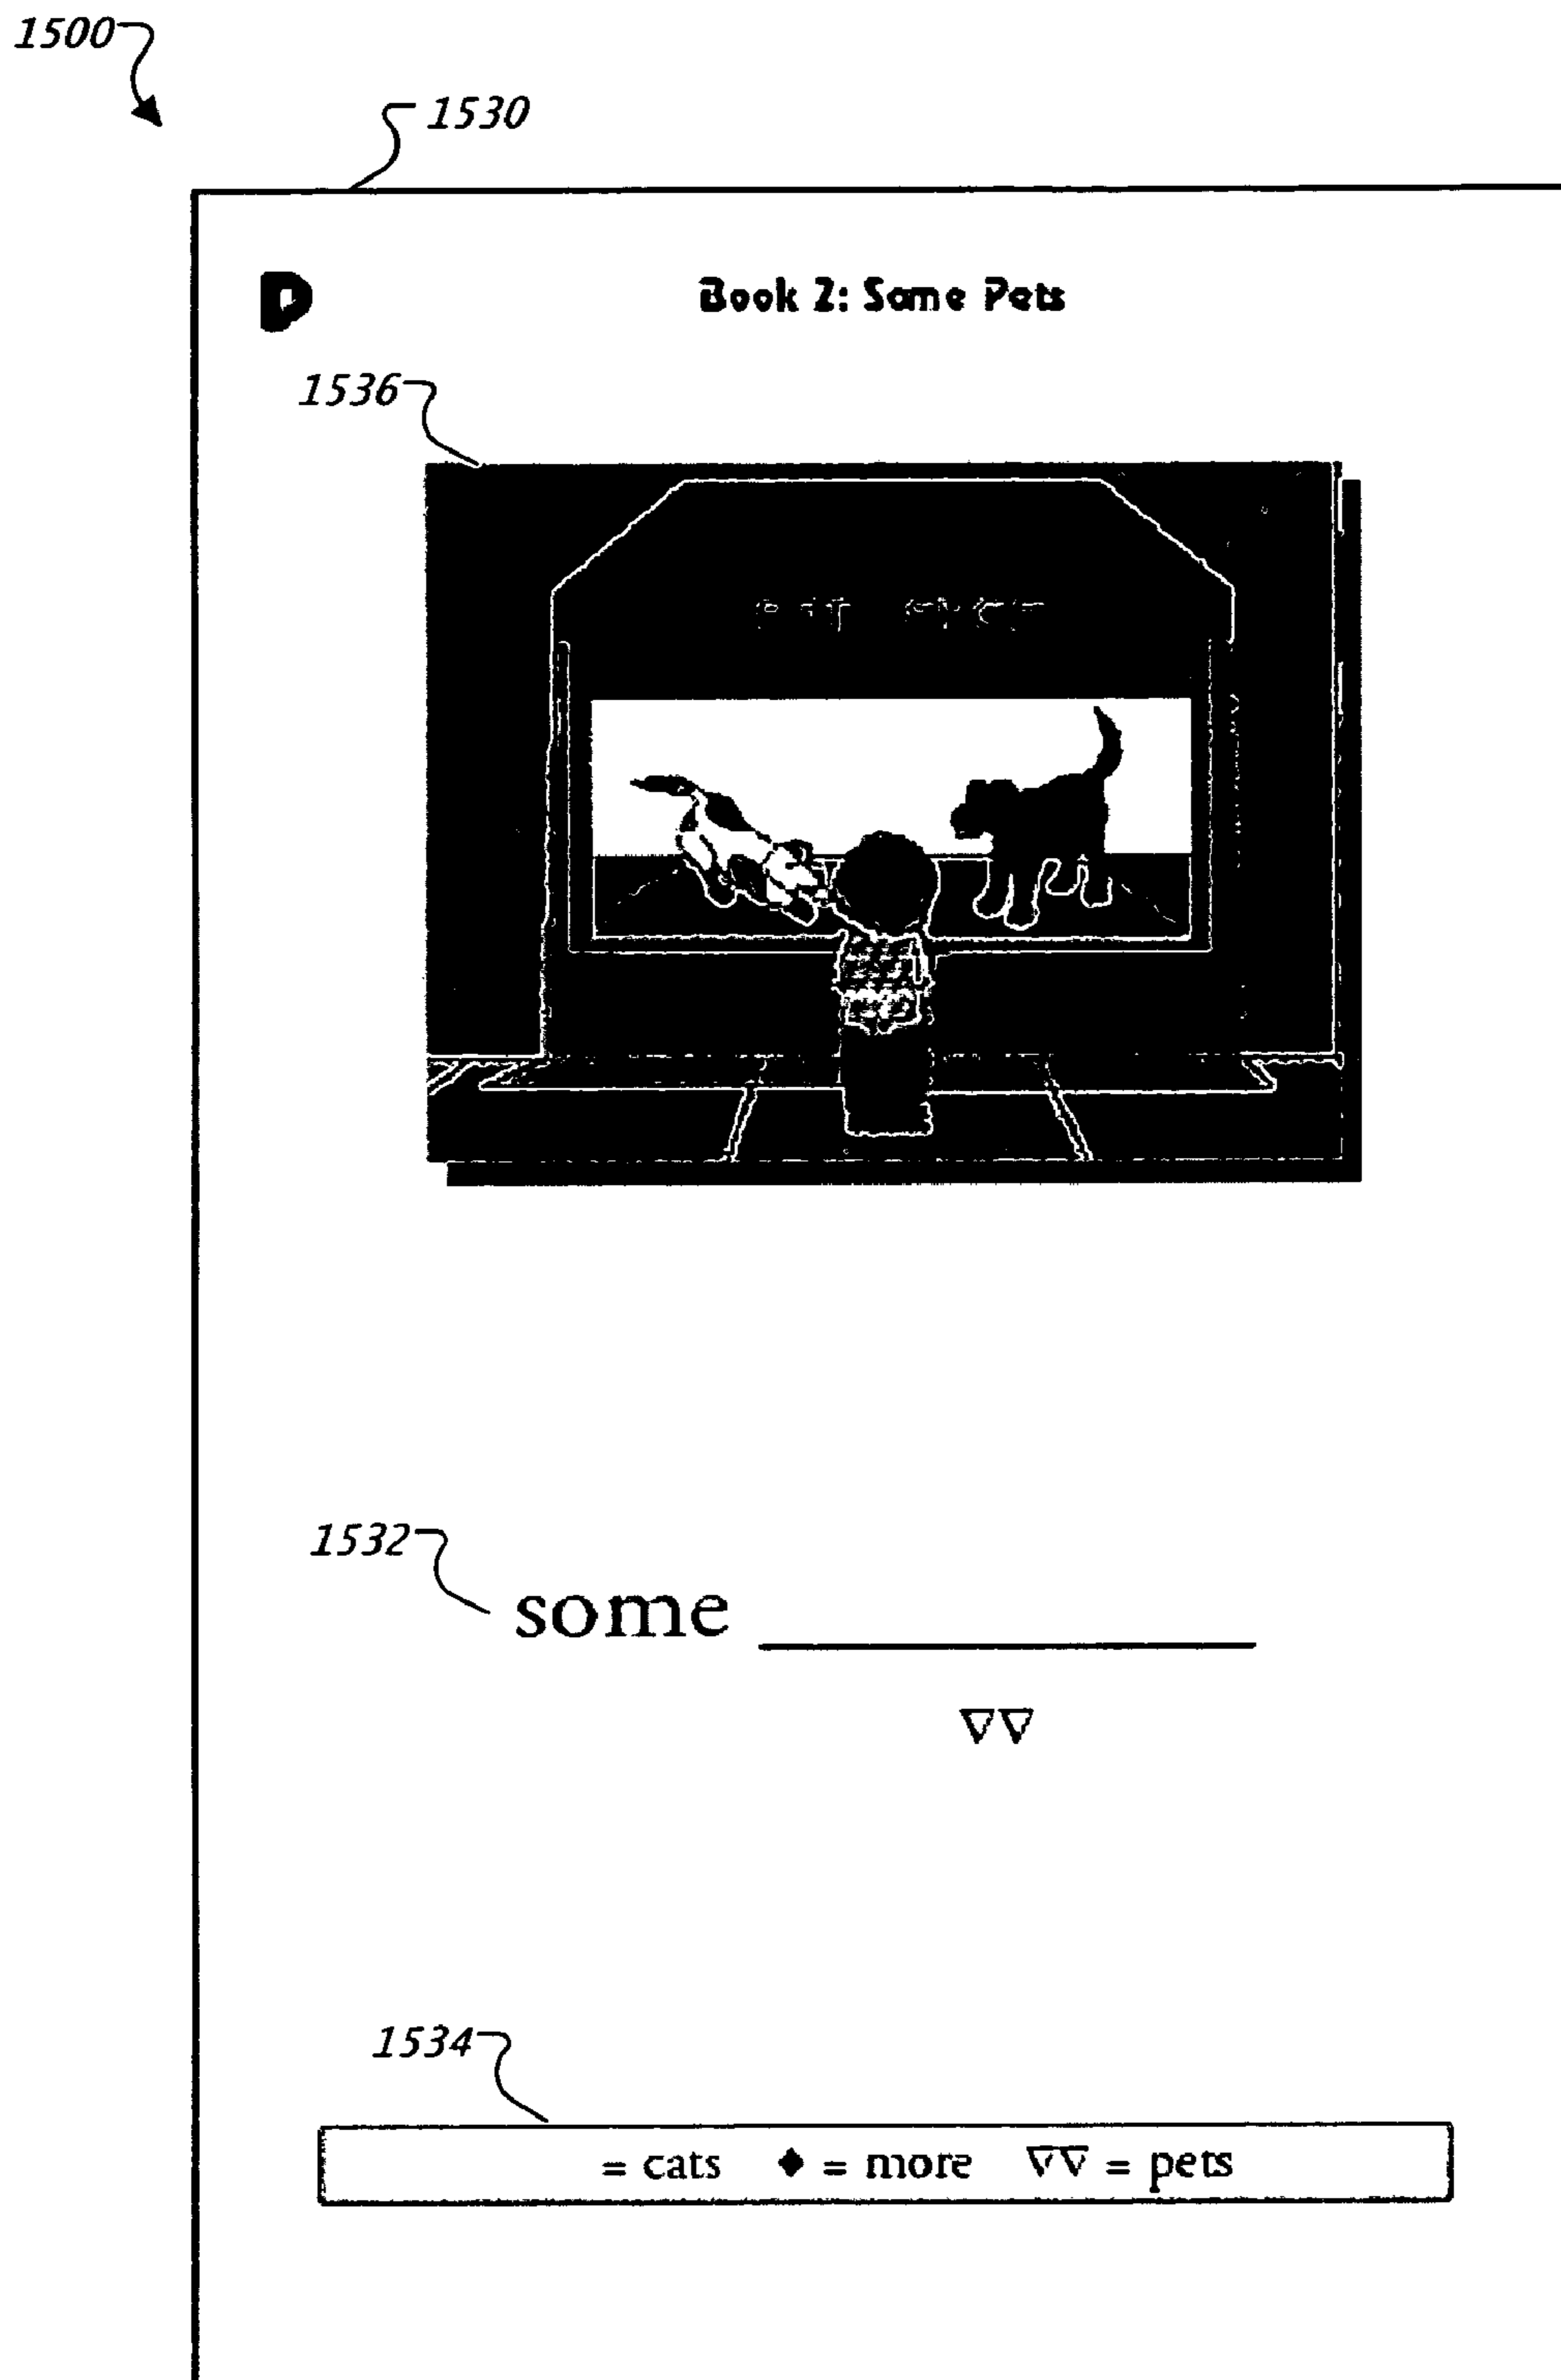 1500
1530
D
Book 2: Some Pets
1536
1532
some
▽▽
1534
= cats ♦ = more ▽▽ = pets